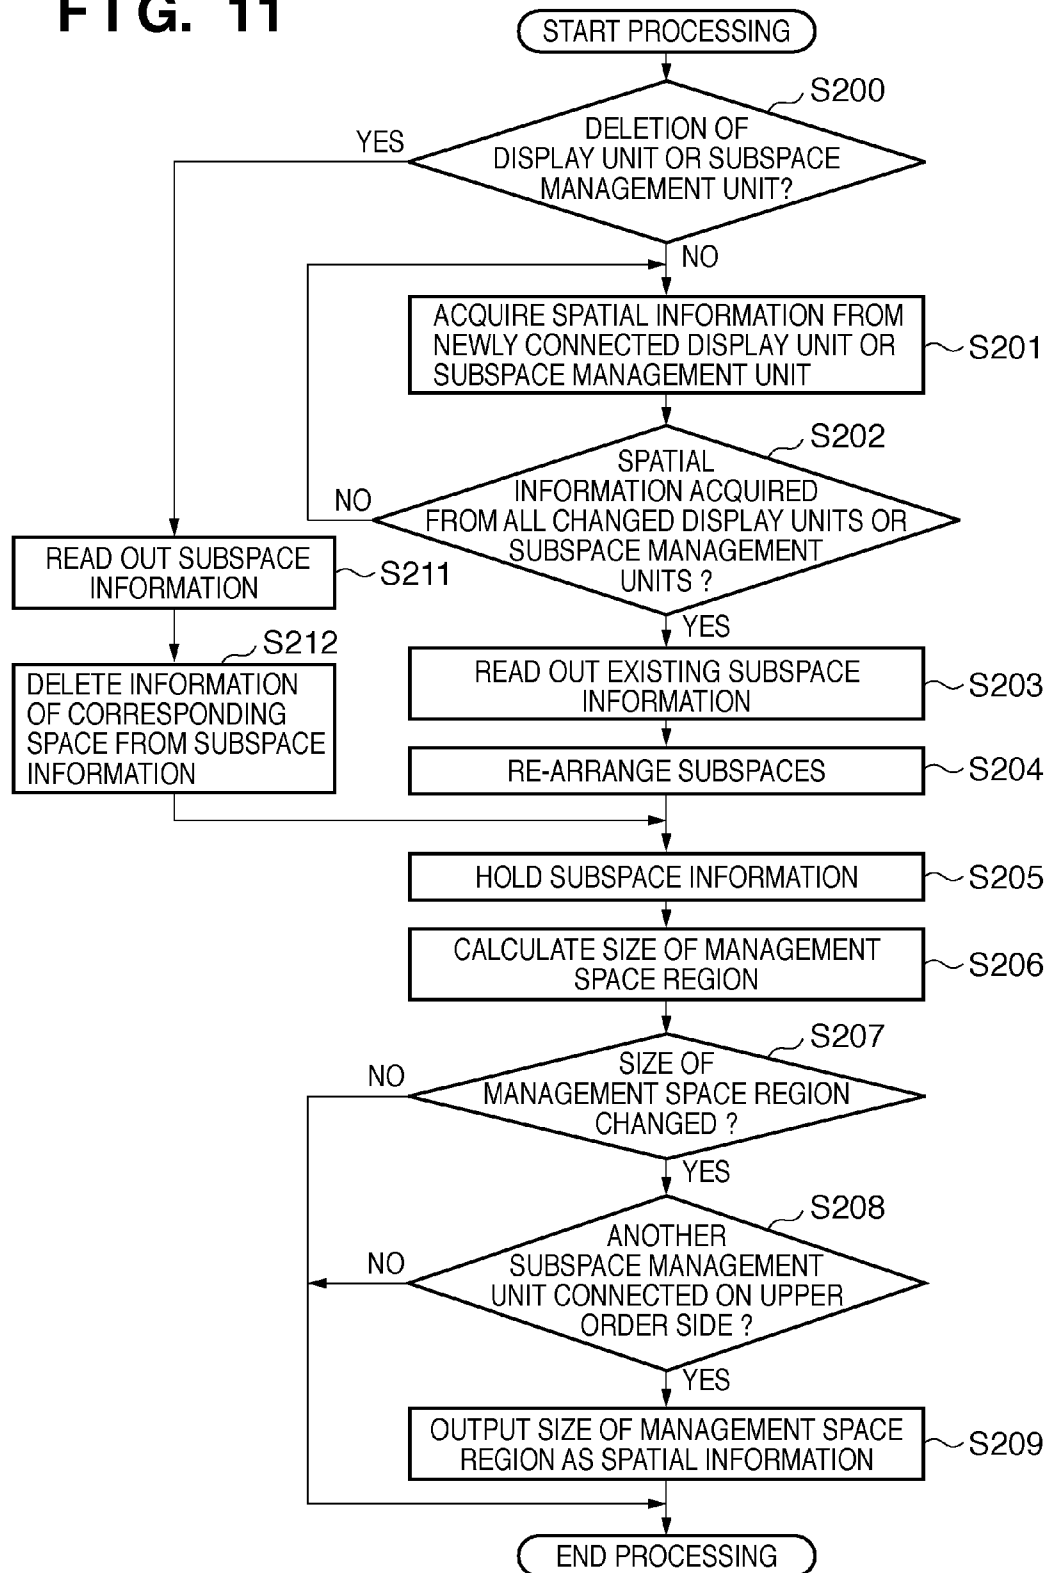 FIG. 11
START PROCESSING
S200
DELETION OF
DISPLAY UNIT OR SUBSPACE
MANAGEMENT UNIT?
YES
NO
ACQUIRE SPATIAL INFORMATION FROM
NEWLY CONNECTED DISPLAY UNIT OR
SUBSPACE MANAGEMENT UNIT
S201
S202
SPATIAL
INFORMATION ACQUIRED
FROM ALL CHANGED DISPLAY UNITS OR
SUBSPACE MANAGEMENT
UNITS ?
NO
YES
READ OUT SUBSPACE
INFORMATION
S211
S212
DELETE INFORMATION
OF CORRESPONDING
SPACE FROM SUBSPACE
INFORMATION
READ OUT EXISTING SUBSPACE
INFORMATION
S203
RE-ARRANGE SUBSPACES
S204
HOLD SUBSPACE INFORMATION
S205
CALCULATE SIZE OF MANAGEMENT
SPACE REGION
S206
S207
SIZE OF
MANAGEMENT SPACE REGION
CHANGED ?
NO
YES
S208
ANOTHER
SUBSPACE MANAGEMENT
UNIT CONNECTED ON UPPER
ORDER SIDE ?
NO
YES
OUTPUT SIZE OF MANAGEMENT SPACE
REGION AS SPATIAL INFORMATION
S209
END PROCESSING